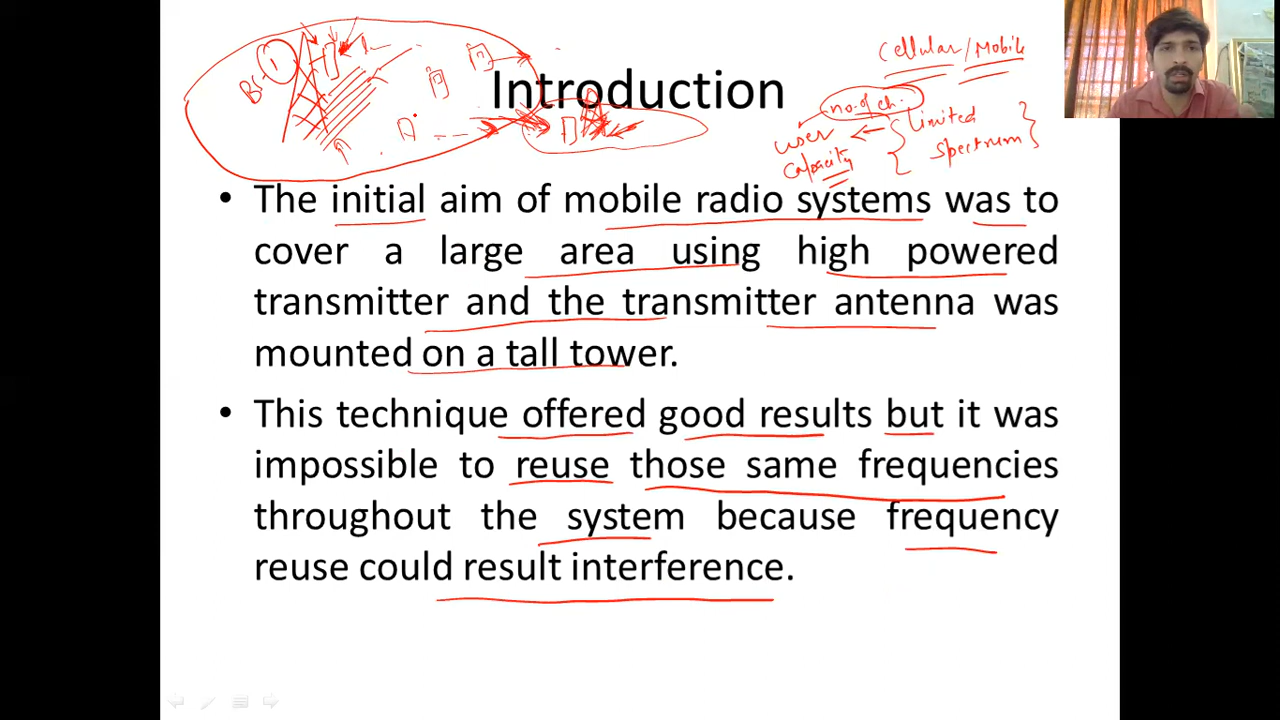 Cellular/Mobile
BS
1
Introduction
no. of ch.
user
capacity
limited
spectrum
• The initial aim of mobile radio systems was to
cover a large area using high powered
transmitter and the transmitter antenna was
mounted on a tall tower.
• This technique offered good results but it was
impossible to reuse those same frequencies
throughout the system because frequency
reuse could result interference.